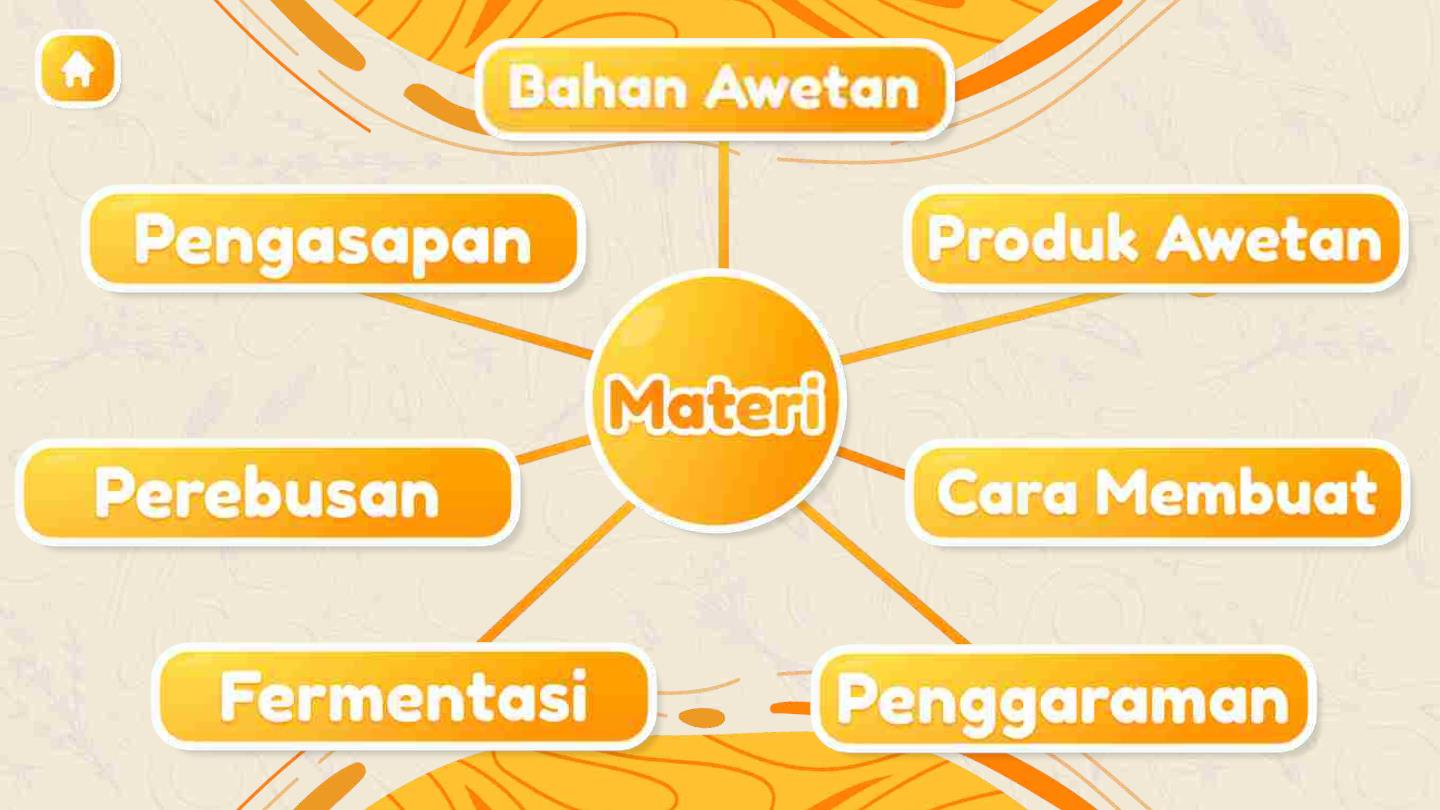 Bahan Awetan
Pengasapan
Produk Awetan
Materi
Perebusan
Cara Membuat
Fermentasi
Penggaraman